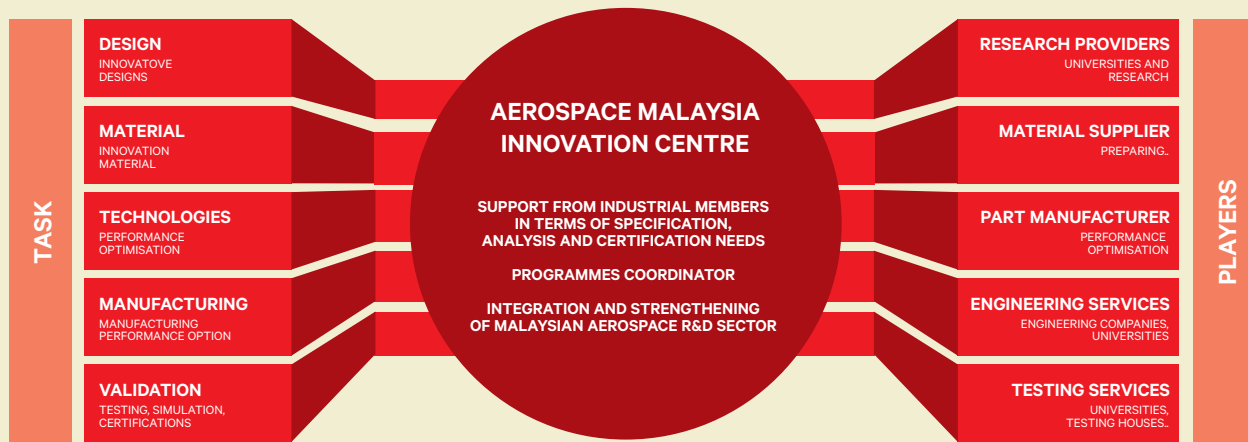 TASK
DESIGN
INNOVATOVE
DESIGNS
MATERIAL
INNOVATION
MATERIAL
TECHNOLOGIES
PERFORMANCE
OPTIMISATION
MANUFACTURING
MANUFACTURING
PERFORMANCE OPTION
VALIDATION
TESTING, SIMULATION,
CERTIFICATIONS
AEROSPACE MALAYSIA
INNOVATION CENTRE
SUPPORT FROM INDUSTRIAL MEMBERS
IN TERMS OF SPECIFICATION,
ANALYSIS AND CERTIFICATION NEEDS
PROGRAMMES COORDINATOR
INTEGRATION AND STRENGTHENING
OF MALAYSIAN AEROSPACE R&D SECTOR
RESEARCH PROVIDERS
UNIVERSITIES AND
RESEARCH
MATERIAL SUPPLIER
PREPARING..
PART MANUFACTURER
PERFORMANCE
OPTIMISATION
ENGINEERING SERVICES
ENGINEERING COMPANIES,
UNIVERSITIES
TESTING SERVICES
UNIVERSITIES,
TESTING HOUSES..
PLAYERS